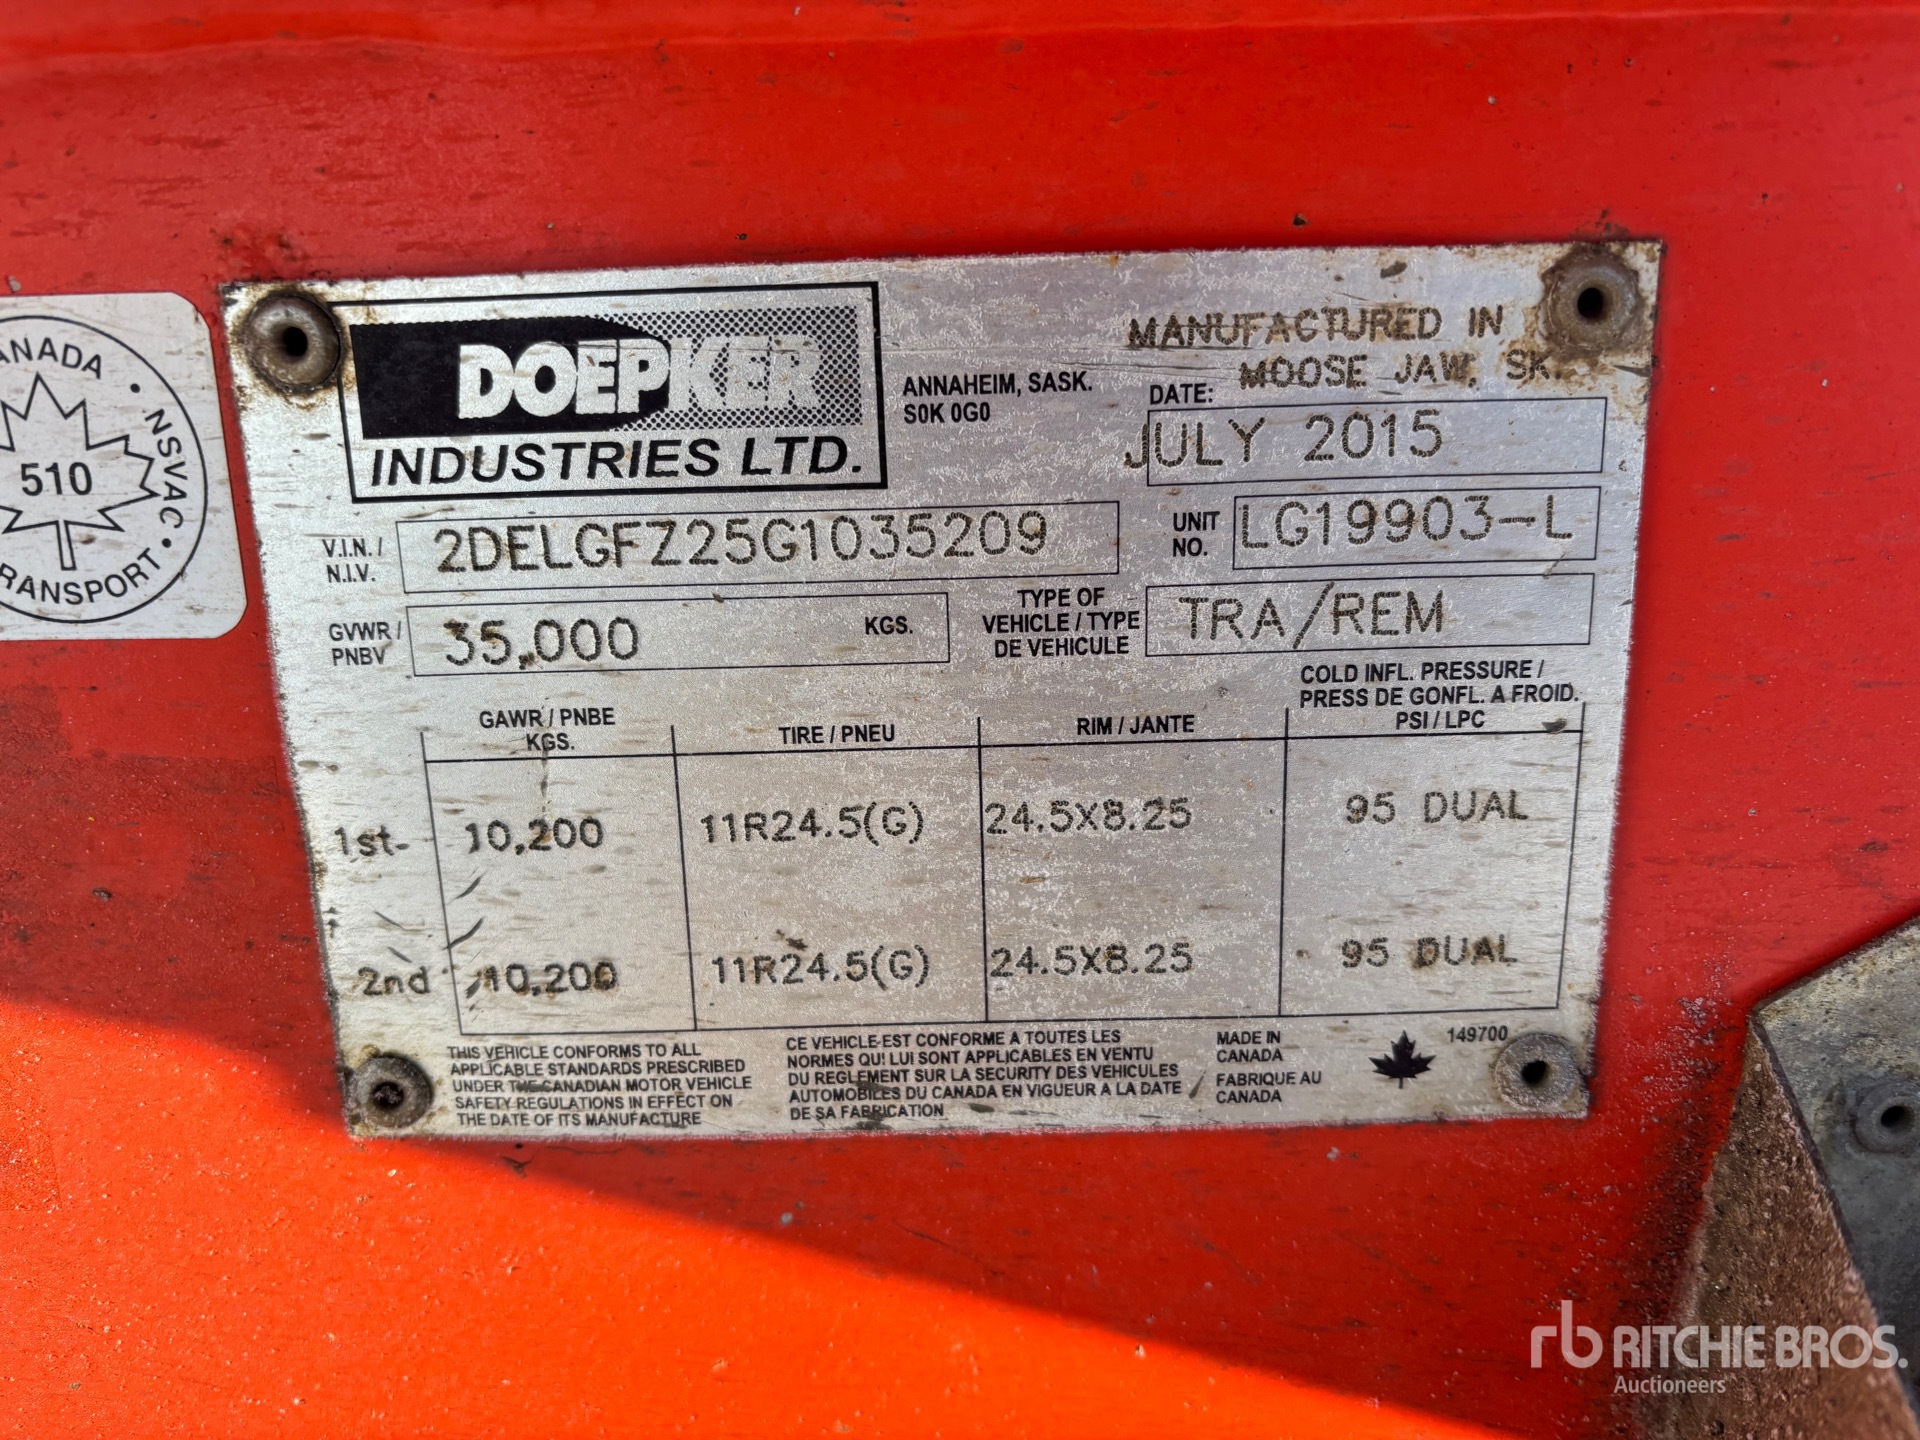 CANADA
NSVAC
510
TRANSPORT
DOEPKER
INDUSTRIES LTD.
ANNAHEIM, SASK.
S0K 0G0
MANUFACTURED IN
MOOSE JAW, SK.
DATE:
JULY 2015
V.I.N. /
N.I.V.
2DELGFZ25G1035209
UNIT
NO.
LG19903-L
GVWR /
PNBV
35,000
KGS.
TYPE OF
VEHICLE / TYPE
DE VEHICULE
TRA/REM
GAWR / PNBE
KGS.
TIRE / PNEU
RIM / JANTE
COLD INFL. PRESSURE /
PRESS DE GONFL. A FROID.
PSI / LPC
1st- 10,200 11R24.5(G) 24.5X8.25 95 DUAL
2nd 10,200 11R24.5(G) 24.5X8.25 95 DUAL
THIS VEHICLE CONFORMS TO ALL
APPLICABLE STANDARDS PRESCRIBED
UNDER THE CANADIAN MOTOR VEHICLE
SAFETY REGULATIONS IN EFFECT ON
THE DATE OF ITS MANUFACTURE
CE VEHICLE EST CONFORME A TOUTES LES
NORMES QUI LUI SONT APPLICABLES EN VENTU
DU REGLEMENT SUR LA SECURITY DES VEHICULES
AUTOMOBILES DU CANADA EN VIGUEUR A LA DATE
DE SA FABRICATION
MADE IN
CANADA
FABRIQUE AU
CANADA
149700
rb RITCHIE BROS.
Auctioneers